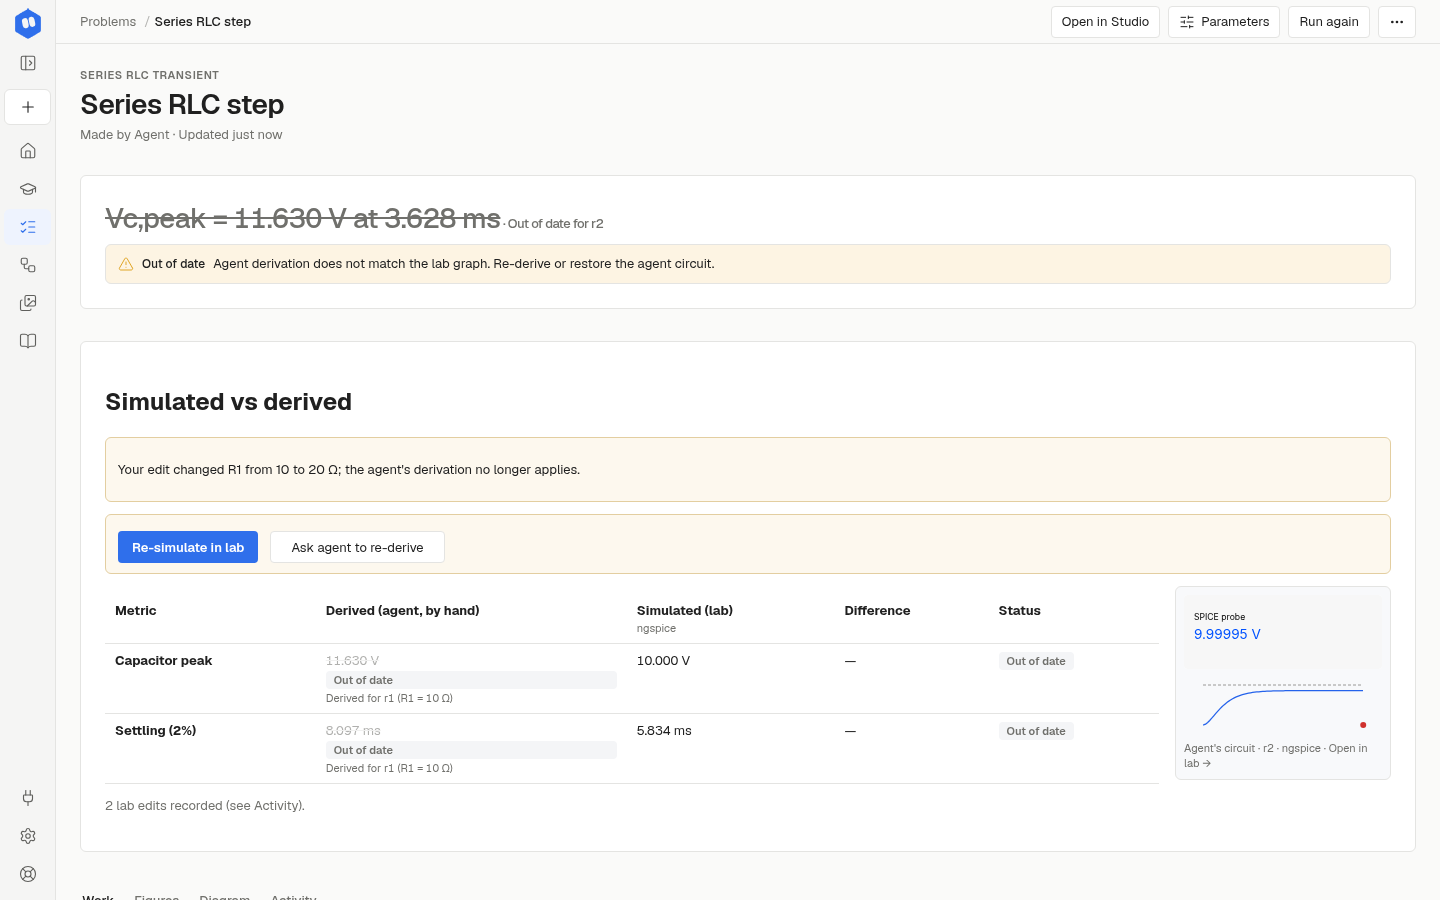 Problems / Series RLC step
Open in Studio
Parameters
Run again
SERIES RLC TRANSIENT
Series RLC step
Made by Agent · Updated just now
Vc,peak = 11.630 V at 3.628 ms · Out of date for r2
Out of date Agent derivation does not match the lab graph. Re-derive or restore the agent circuit.
Simulated vs derived
Your edit changed R1 from 10 to 20 Ω; the agent's derivation no longer applies.
Re-simulate in lab
Ask agent to re-derive
Metric Derived (agent, by hand) Simulated (lab) Difference Status
ngspice
Capacitor peak 11.630 V 10.000 V — Out of date
Out of date
Derived for r1 (R1 = 10 Ω)
Settling (2%) 8.097 ms 5.834 ms — Out of date
Out of date
Derived for r1 (R1 = 10 Ω)
SPICE probe
9.99995 V
Agent's circuit · r2 · ngspice · Open in
lab →
2 lab edits recorded (see Activity).
Work Figures Diagram Activity